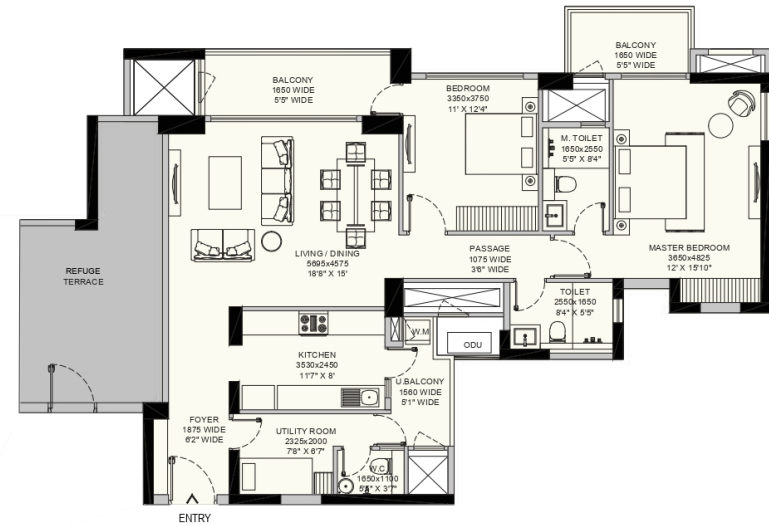 BALCONY
1650 WIDE
5'5" WIDE
BALCONY
1650 WIDE
5'5" WIDE
BEDROOM
3350x3750
11' X 12'4"
M. TOILET
1650x2550
5'5" X 8'4"
LIVING / DINING
5695x4575
18'8" X 15'
PASSAGE
1075 WIDE
3'6" WIDE
MASTER BEDROOM
3650x4825
12' X 15'10"
REFUGE
TERRACE
TOILET
2550x1650
8'4" X 5'5"
W.M
ODU
KITCHEN
3530x2450
11'7" X 8'
U.BALCONY
1560 WIDE
5'1" WIDE
FOYER
1875 WIDE
6'2" WIDE
UTILITY ROOM
2325x2000
7'8" X 6'7"
W.C.
1650x1100
5'5" X 3'7"
ENTRY